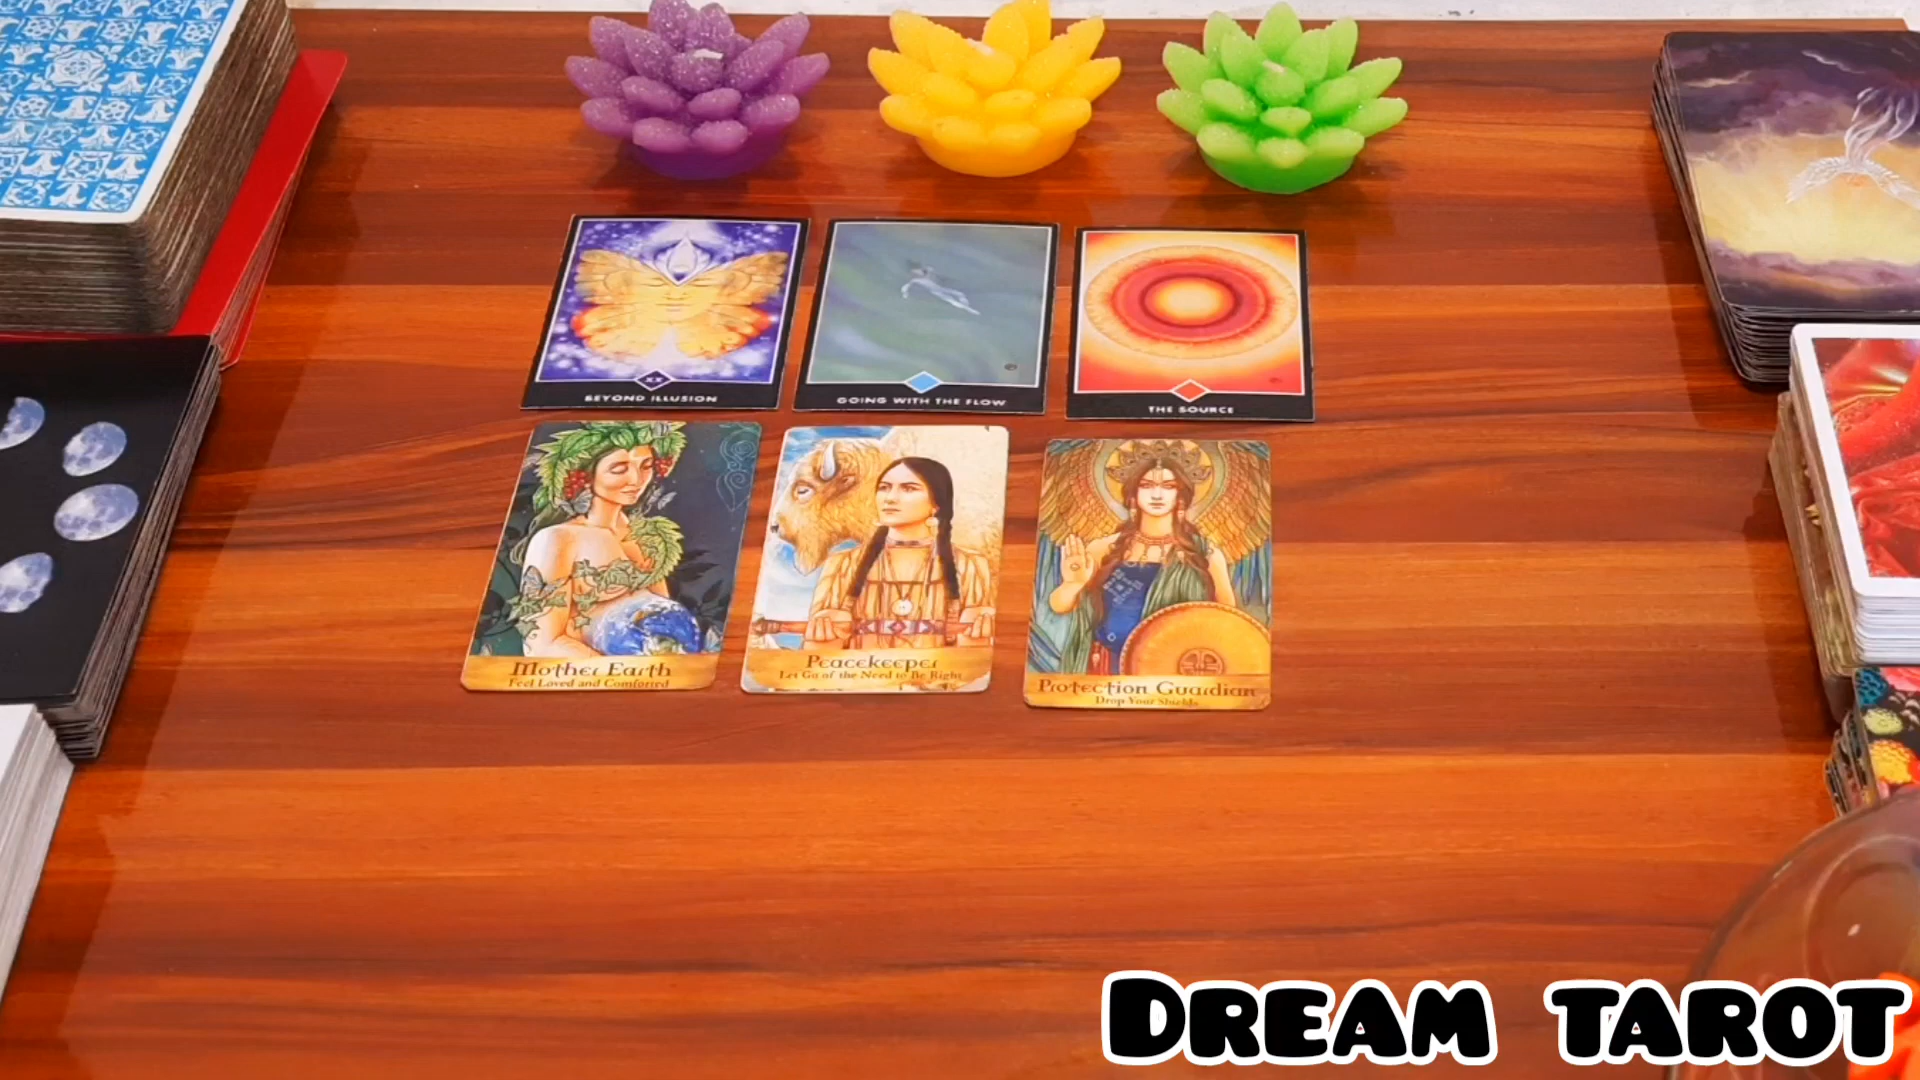 XX
BEYOND ILLUSION
GOING WITH THE FLOW
THE SOURCE
Mother Earth
Feel Loved and Comforted
Peacekeeper
Let Go of the Need to Be Right
Protection Guardian
Drop Your Shields
DREAM TAROT